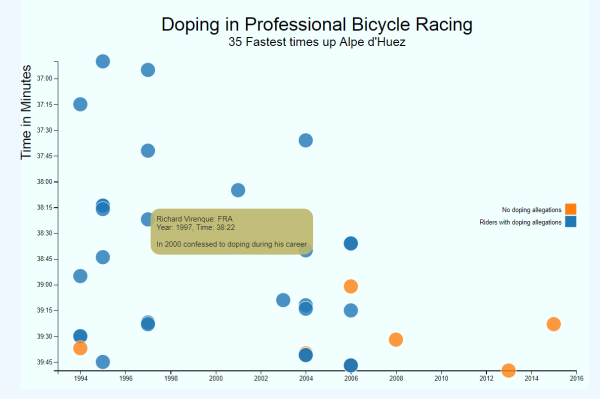 Doping in Professional Bicycle Racing
35 Fastest times up Alpe d'Huez
Time in Minutes
37:00
37:15
37:30
37:45
38:00
38:15
38:30
38:45
39:00
39:15
39:30
39:45
Richard Virenque: FRA
Year: 1997, Time: 38:22
In 2000 confessed to doping during his career
No doping allegations
Riders with doping allegations
1994 1996 1998 2000 2002 2004 2006 2008 2010 2012 2014 2016